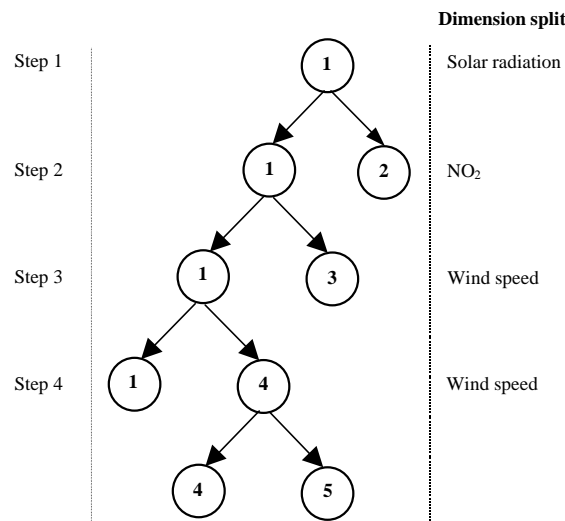 Dimension split
Step 1
1
Solar radiation
Step 2
1
2
NO₂
Step 3
1
3
Wind speed
Step 4
1
4
Wind speed
4
5